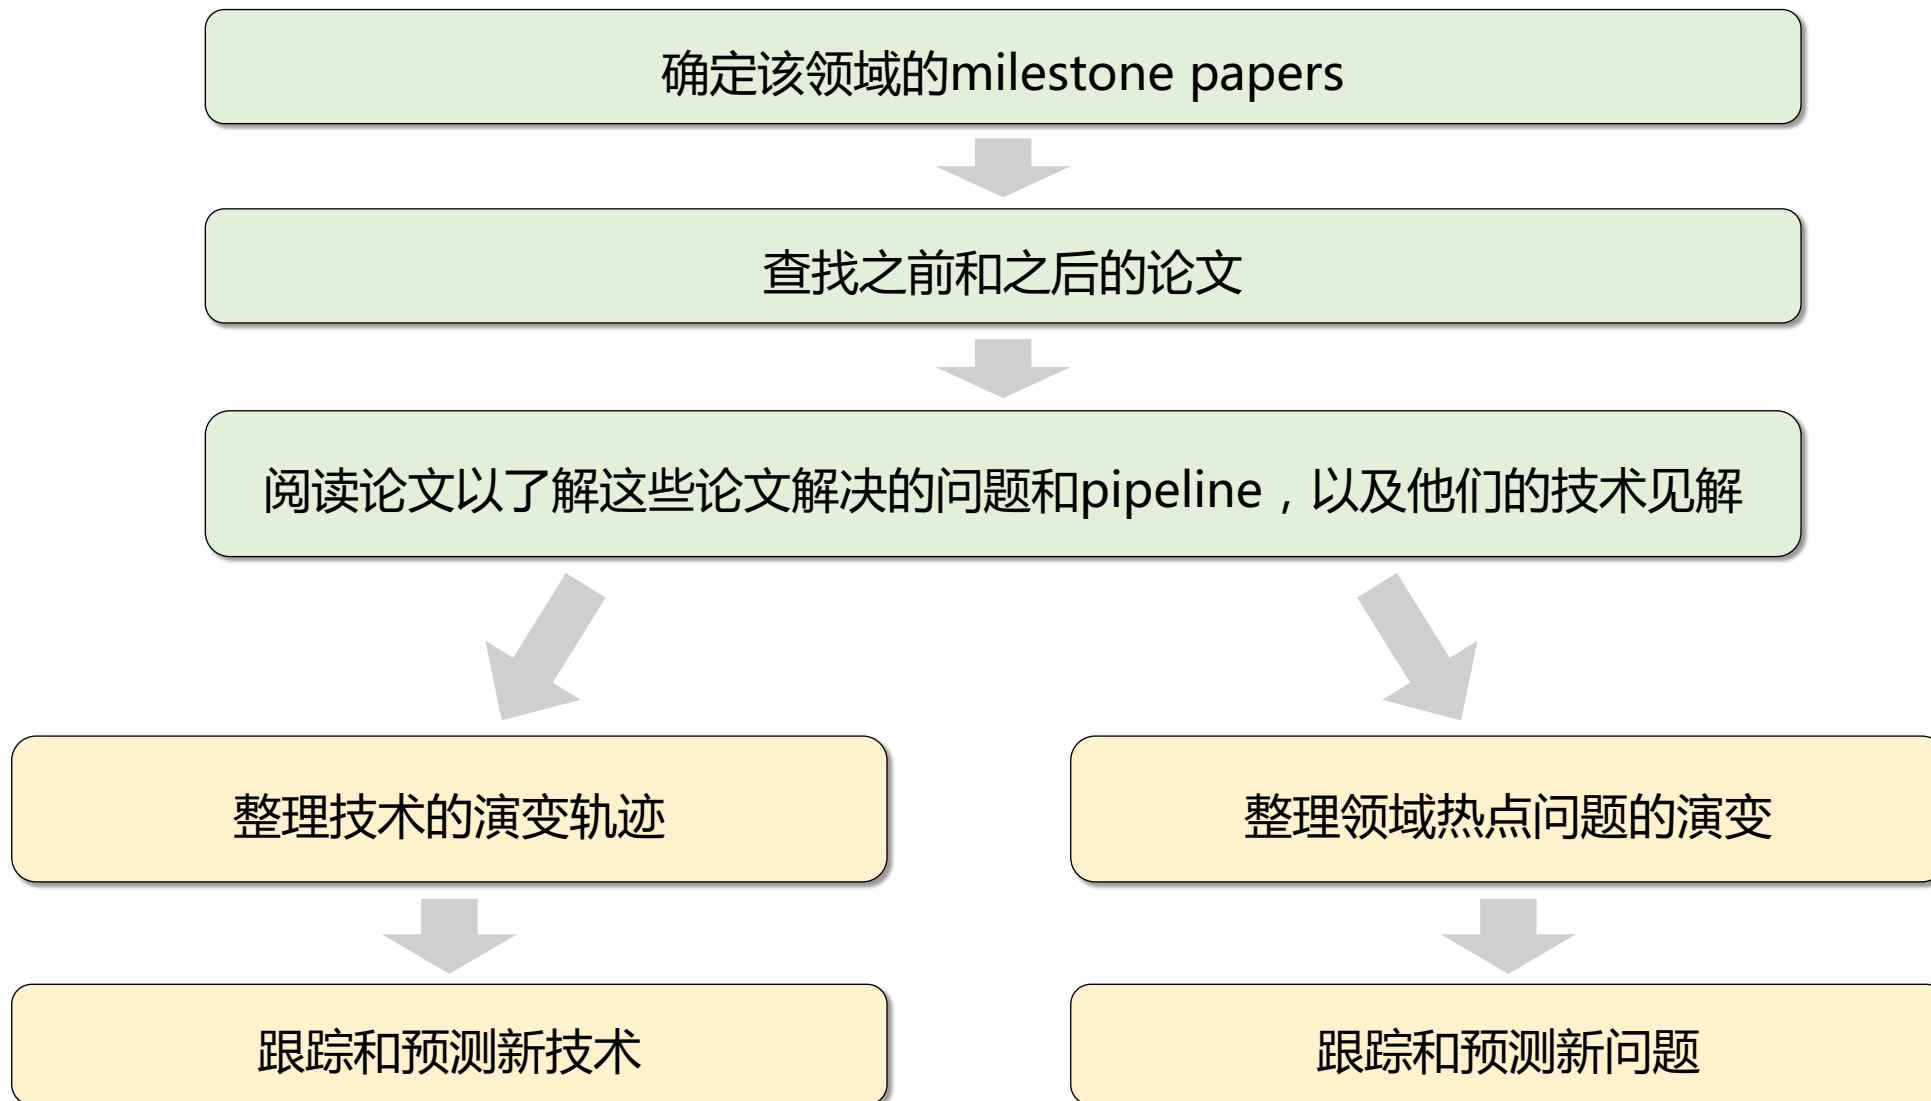 确定该领域的milestone papers
查找之前和之后的论文
阅读论文以了解这些论文解决的问题和pipeline，以及他们的技术见解
整理技术的演变轨迹
整理领域热点问题的演变
跟踪和预测新技术
跟踪和预测新问题